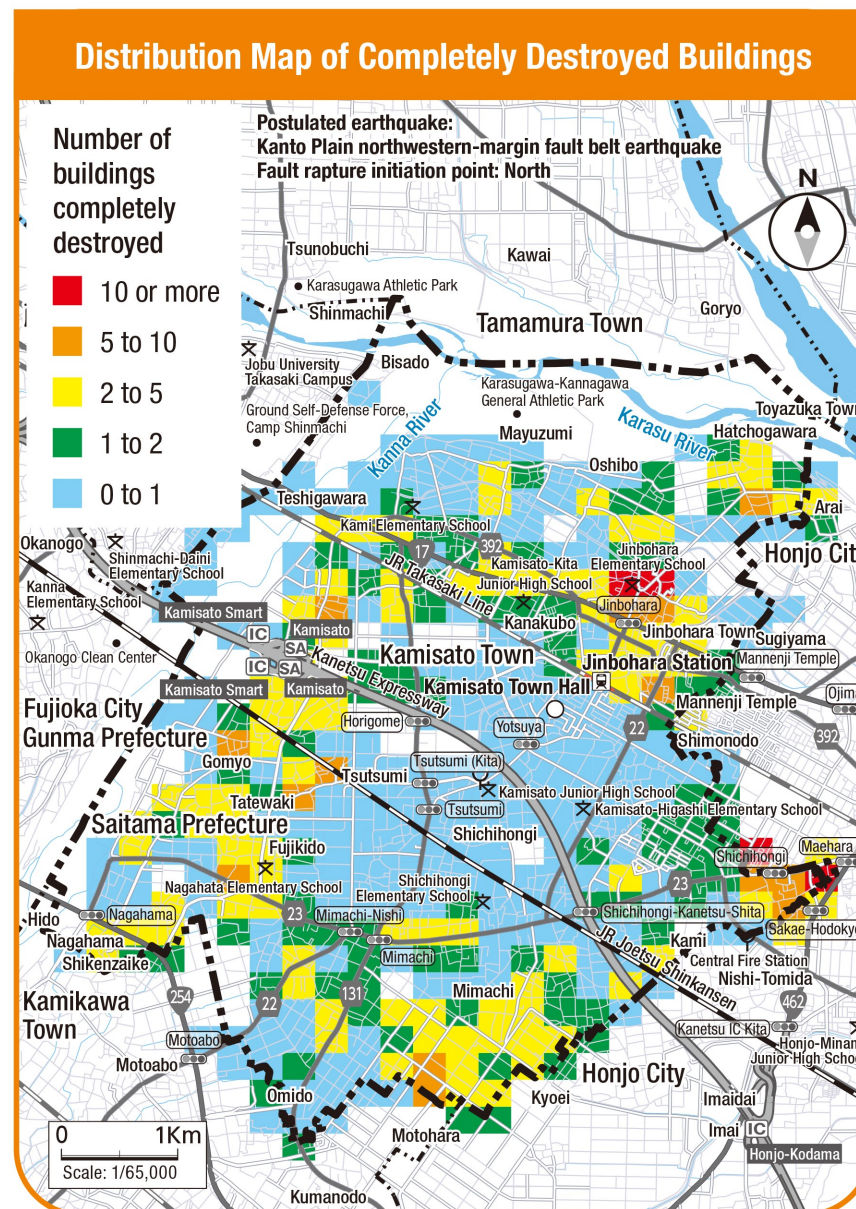 Distribution Map of Completely Destroyed Buildings
Postulated earthquake:
Kanto Plain northwestern-margin fault belt earthquake
Fault rapture initiation point: North
Number of
buildings
completely
destroyed
10 or more
5 to 10
2 to 5
1 to 2
0 to 1
N
Tsunobuchi
Kawai
Karasugawa Athletic Park
Shinmachi
Goryo
Tamamura Town
Jobu University
Takasaki Campus
Bisado
Karasugawa-Kannagawa
General Athletic Park
Ground Self-Defense Force,
Camp Shinmachi
Kanna River
Mayuzumi
Karasu River
Toyazuka Town
Hatchogawara
Oshibo
Teshigawara
Arai
Kami Elementary School
Okanogo
Shinmachi-Daini
Elementary School
17
392
JR Takasaki Line
Kamisato-Kita
Junior High School
Jinbohara
Elementary School
Honjo City
Kanna
Elementary School
Kamisato Smart
IC
Kamisato
SA
Jinbohara
Kanakubo
Jinbohara Town
Sugiyama
Okanogo Clean Center
IC
SA
Kanetsu Expressway
Kamisato Town
Jinbohara Station
Mannenji Temple
Kamisato Smart
Kamisato
Kamisato Town Hall
Mannenji Temple
Ojim
Fujioka City
Gunma Prefecture
Horigome
Yotsuya
22
392
Shimonodo
Gomyo
Tsutsumi (Kita)
Tsutsumi
Kamisato Junior High School
Tatewaki
Tsutsumi
Kamisato-Higashi Elementary School
Saitama Prefecture
Shichihongi
Fujikido
Shichihongi
Maehara
Nagahata Elementary School
Shichihongi
Elementary School
23
Nagahama
23
Mimachi-Nishi
Shichihongi-Kanetsu-Shita
Sakae-Hodokyo
Hido
Nagahama
Mimachi
JR Joetsu Shinkansen
Kami
Central Fire Station
Shikenzaike
Nishi-Tomida
Kamikawa
Town
254
22
131
Mimachi
462
Kanetsu IC Kita
Motoabo
Motoabo
Honjo-Minam
Junior High School
Honjo City
Omido
Kyoei
Imaidai
Imai
IC
Honjo-Kodama
Motohara
0
1Km
Scale: 1/65,000
Kumanodo